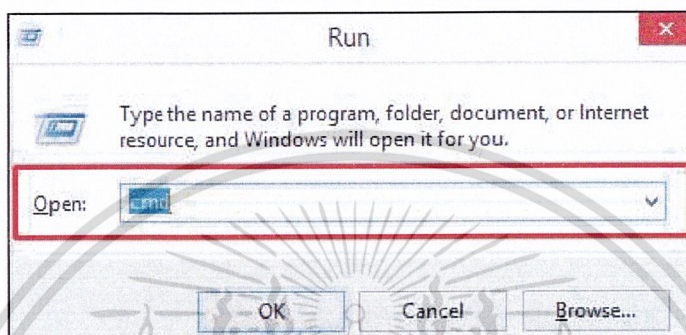 Run
Type the name of a program, folder, document, or Internet
resource, and Windows will open it for you.
Open: cmd
OK Cancel Browse...